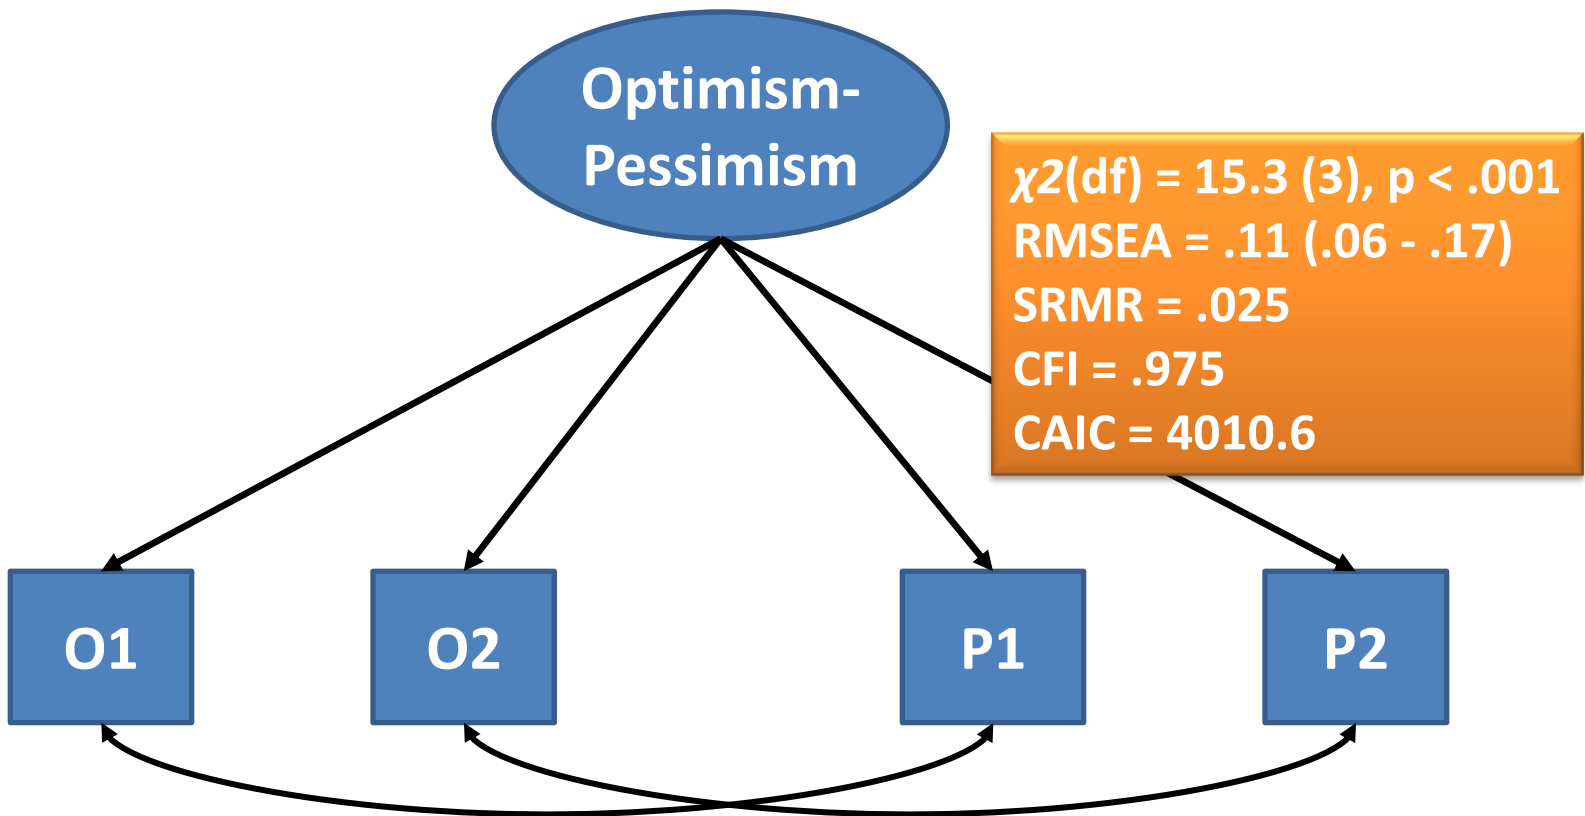 Optimism-
Pessimism
χ2(df) = 15.3 (3), p < .001
RMSEA = .11 (.06 - .17)
SRMR = .025
CFI = .975
CAIC = 4010.6
O1 O2 P1 P2